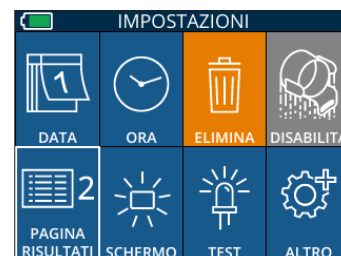 IMPOSTAZIONI
1
DATA
ORA
ELIMINA
DISABILITA
2
PAGINA
RISULTATI
SCHERMO
TEST
ALTRO